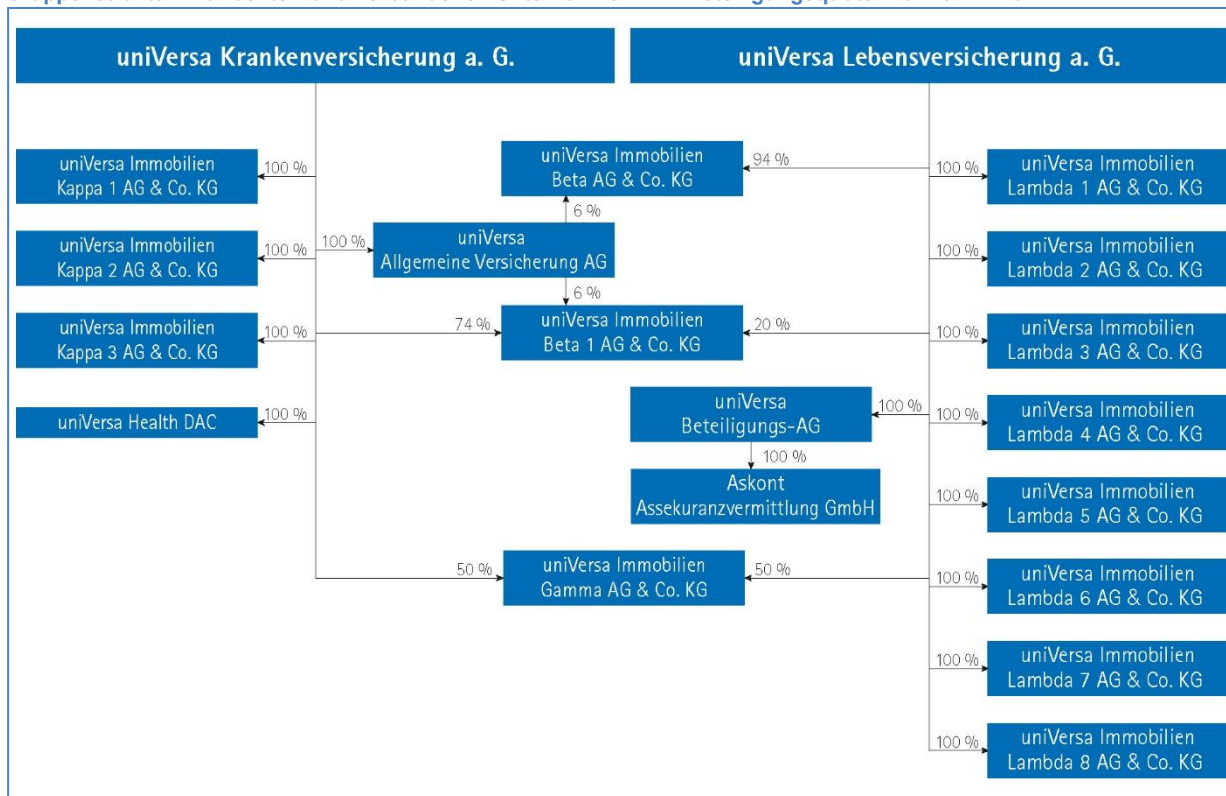 uniVersa Krankenversicherung a. G.
uniVersa Lebensversicherung a. G.
uniVersa Immobilien
Kappa 1 AG & Co. KG
100 %
uniVersa Immobilien
Beta AG & Co. KG
94 %
100 %
uniVersa Immobilien
Lambda 1 AG & Co. KG
6 %
uniVersa Immobilien
Kappa 2 AG & Co. KG
100 %
100 %
uniVersa
Allgemeine Versicherung AG
100 %
uniVersa Immobilien
Lambda 2 AG & Co. KG
6 %
uniVersa Immobilien
Kappa 3 AG & Co. KG
100 %
74 %
uniVersa Immobilien
Beta 1 AG & Co. KG
20 %
100 %
uniVersa Immobilien
Lambda 3 AG & Co. KG
uniVersa Health DAC
100 %
uniVersa
Beteiligungs-AG
100 %
100 %
uniVersa Immobilien
Lambda 4 AG & Co. KG
100 %
Askont
Assekuranzvermittlung GmbH
100 %
uniVersa Immobilien
Lambda 5 AG & Co. KG
50 %
uniVersa Immobilien
Gamma AG & Co. KG
50 %
100 %
uniVersa Immobilien
Lambda 6 AG & Co. KG
100 %
uniVersa Immobilien
Lambda 7 AG & Co. KG
100 %
uniVersa Immobilien
Lambda 8 AG & Co. KG